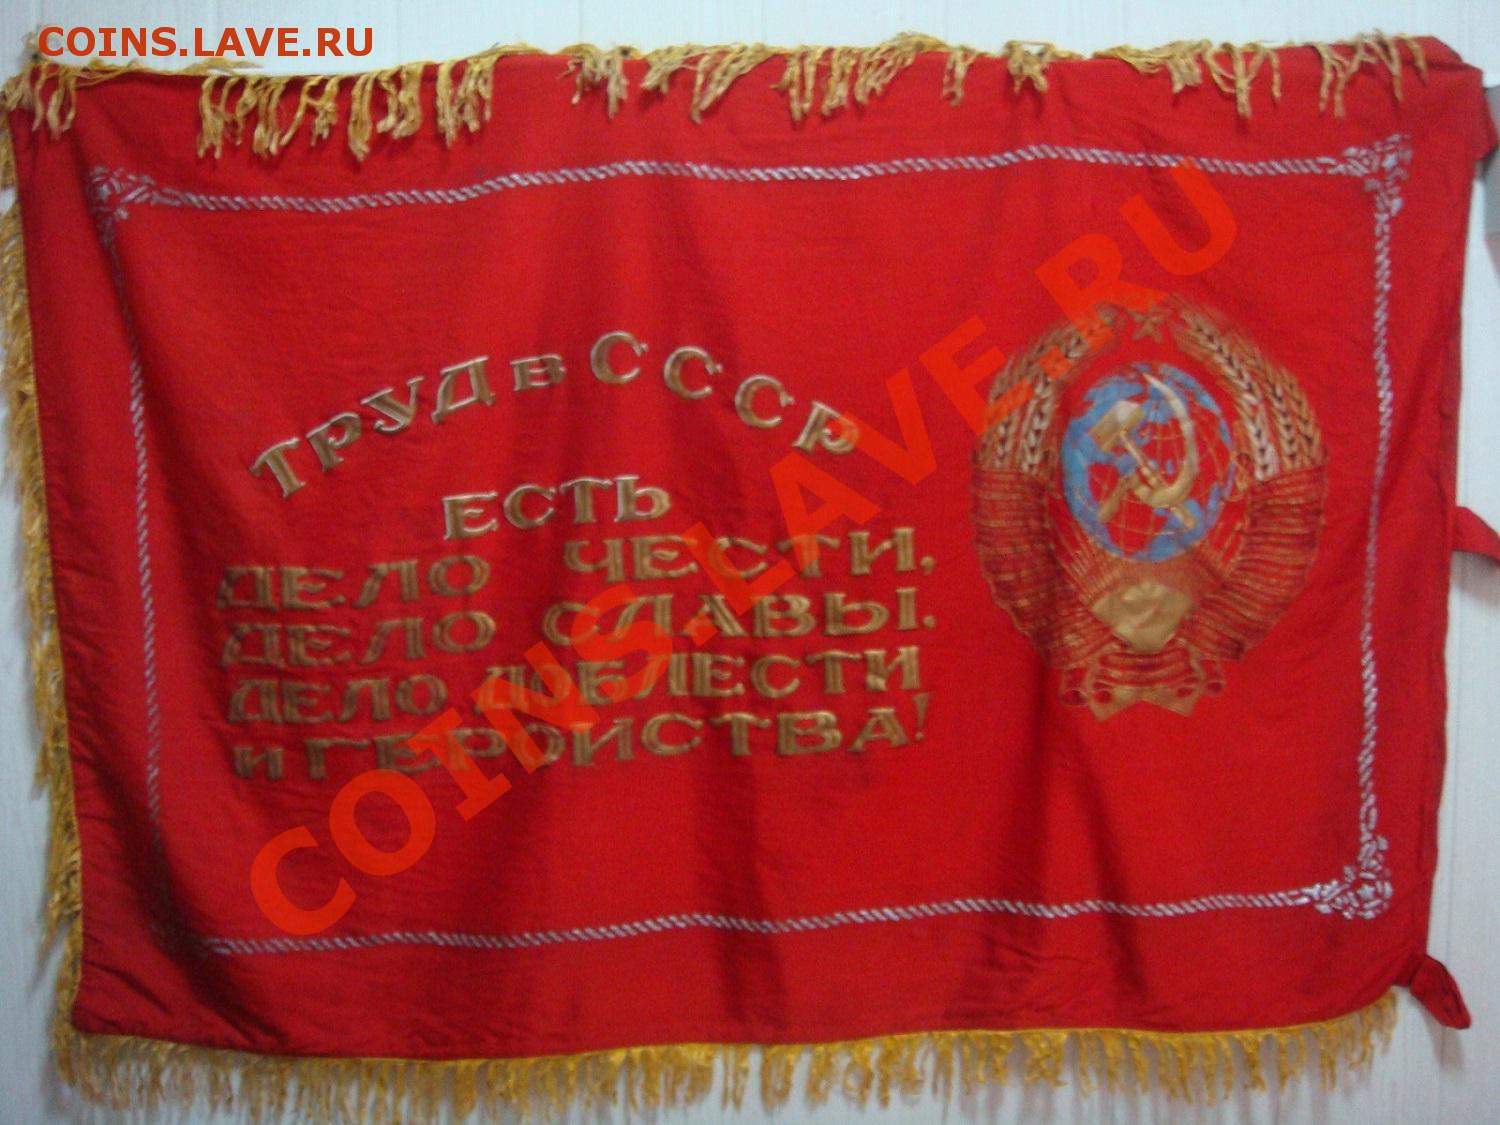 COINS.LAVE.RU
ТРУД в СССР
ЕСТЬ
ДЕЛО ЧЕСТИ,
ДЕЛО СЛАВЫ.
ДЕЛО ДОБЛЕСТИ
И ГЕРОЙСТВА!
COINS.LAVE.RU